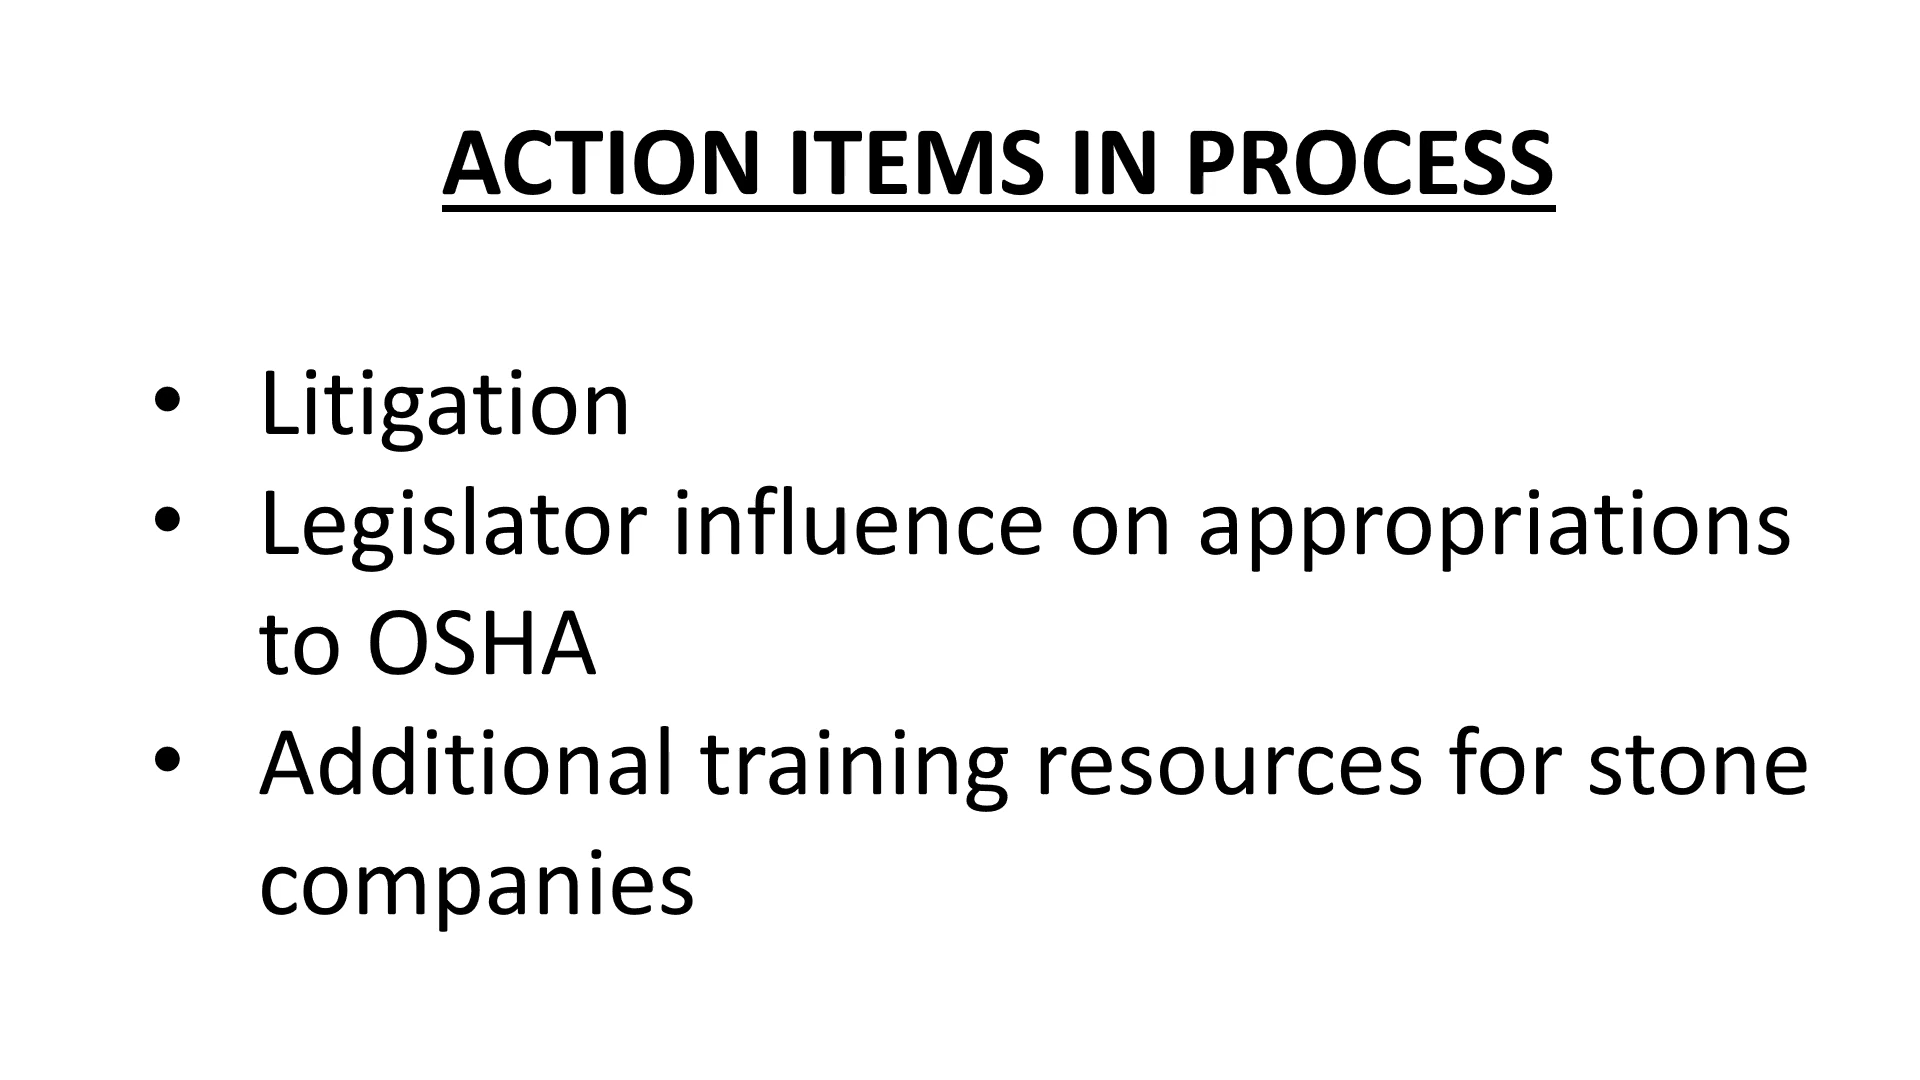 ACTION ITEMS IN PROCESS
• Litigation
• Legislator influence on appropriations
to OSHA
• Additional training resources for stone
companies